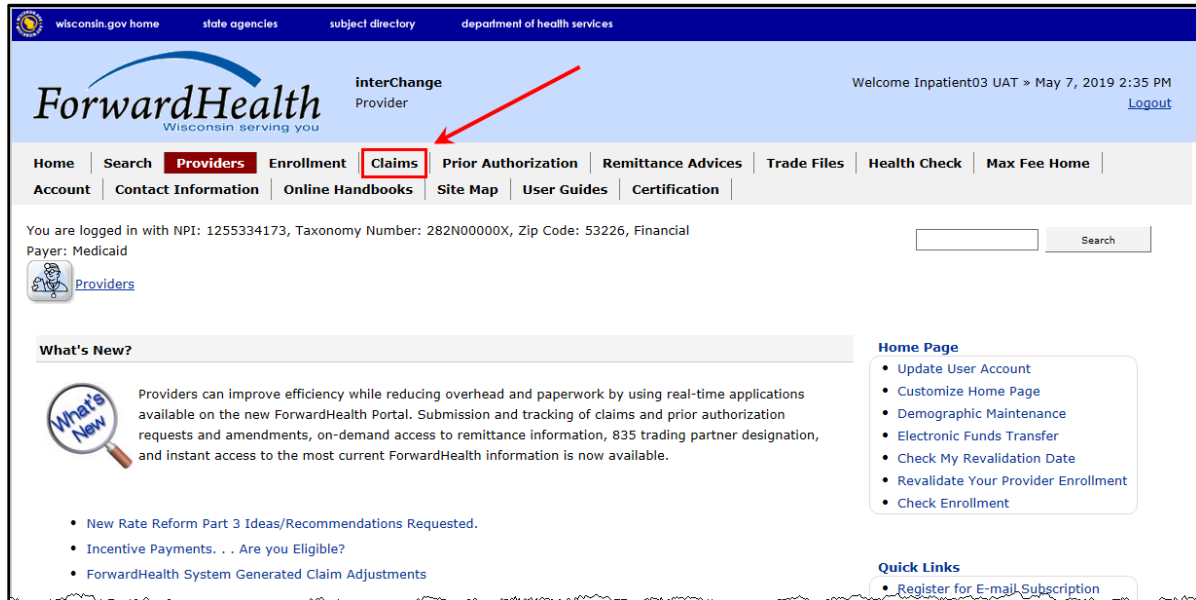 wisconsin.gov home state agencies subject directory department of health services
ForwardHealth
Wisconsin serving you
interChange
Provider
Welcome Inpatient03 UAT » May 7, 2019 2:35 PM
Logout
Home Search Providers Enrollment Claims Prior Authorization Remittance Advices Trade Files Health Check Max Fee Home
Account Contact Information Online Handbooks Site Map User Guides Certification
You are logged in with NPI: 1255334173, Taxonomy Number: 282N00000X, Zip Code: 53226, Financial
Payer: Medicaid
Search
Providers
What's New?
What's
New
Providers can improve efficiency while reducing overhead and paperwork by using real-time applications
available on the new ForwardHealth Portal. Submission and tracking of claims and prior authorization
requests and amendments, on-demand access to remittance information, 835 trading partner designation,
and instant access to the most current ForwardHealth information is now available.
• New Rate Reform Part 3 Ideas/Recommendations Requested.
• Incentive Payments. . . Are you Eligible?
• ForwardHealth System Generated Claim Adjustments
Home Page
• Update User Account
• Customize Home Page
• Demographic Maintenance
• Electronic Funds Transfer
• Check My Revalidation Date
• Revalidate Your Provider Enrollment
• Check Enrollment
Quick Links
• Register for E-mail Subscription